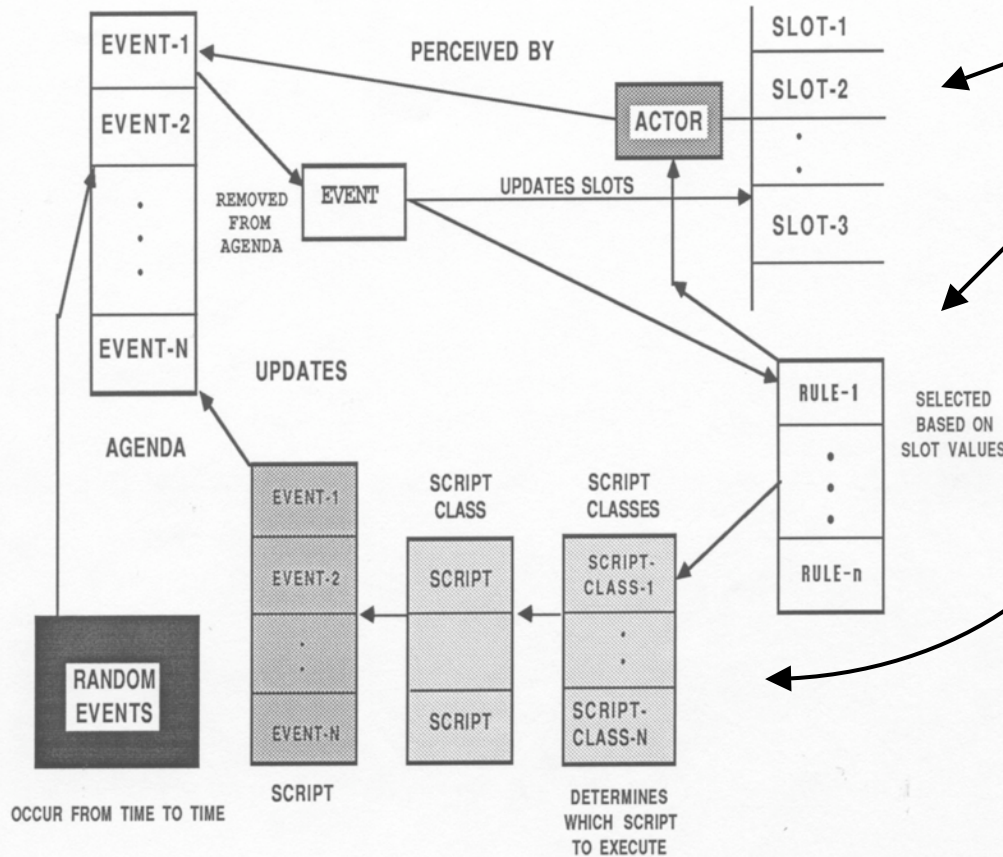 EVENT-1
EVENT-2
EVENT-N
AGENDA
PERCEIVED BY
ACTOR
SLOT-1
SLOT-2
SLOT-3
REMOVED
FROM
AGENDA
EVENT
UPDATES SLOTS
UPDATES
RULE-1
RULE-n
SELECTED
BASED ON
SLOT VALUES
EVENT-1
EVENT-2
EVENT-N
SCRIPT
SCRIPT
CLASS
SCRIPT
SCRIPT
SCRIPT
CLASSES
SCRIPT-
CLASS-1
SCRIPT-
CLASS-N
DETERMINES
WHICH SCRIPT
TO EXECUTE
RANDOM
EVENTS
OCCUR FROM TIME TO TIME